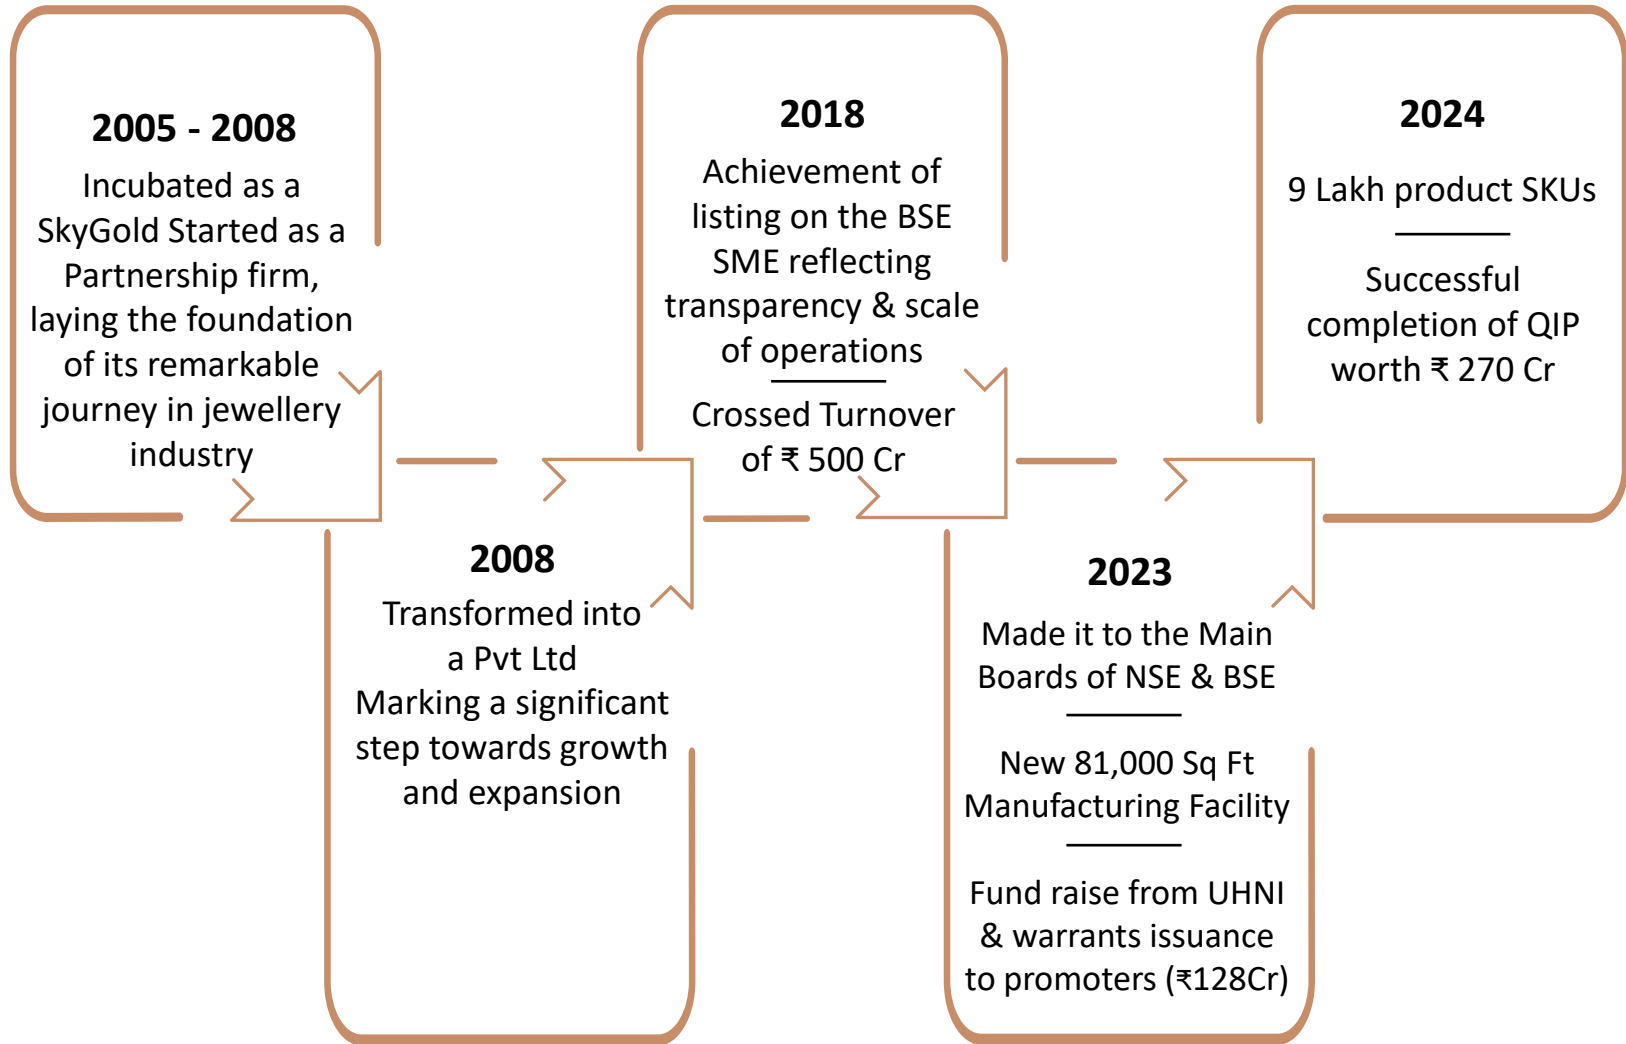 2005 - 2008
Incubated as a
SkyGold Started as a
Partnership firm,
laying the foundation
of its remarkable
journey in jewellery
industry
2008
Transformed into
a Pvt Ltd
Marking a significant
step towards growth
and expansion
2018
Achievement of
listing on the BSE
SME reflecting
transparency & scale
of operations
Crossed Turnover
of ₹ 500 Cr
2023
Made it to the Main
Boards of NSE & BSE
New 81,000 Sq Ft
Manufacturing Facility
Fund raise from UHNI
& warrants issuance
to promoters (₹128Cr)
2024
9 Lakh product SKUs
Successful
completion of QIP
worth ₹ 270 Cr